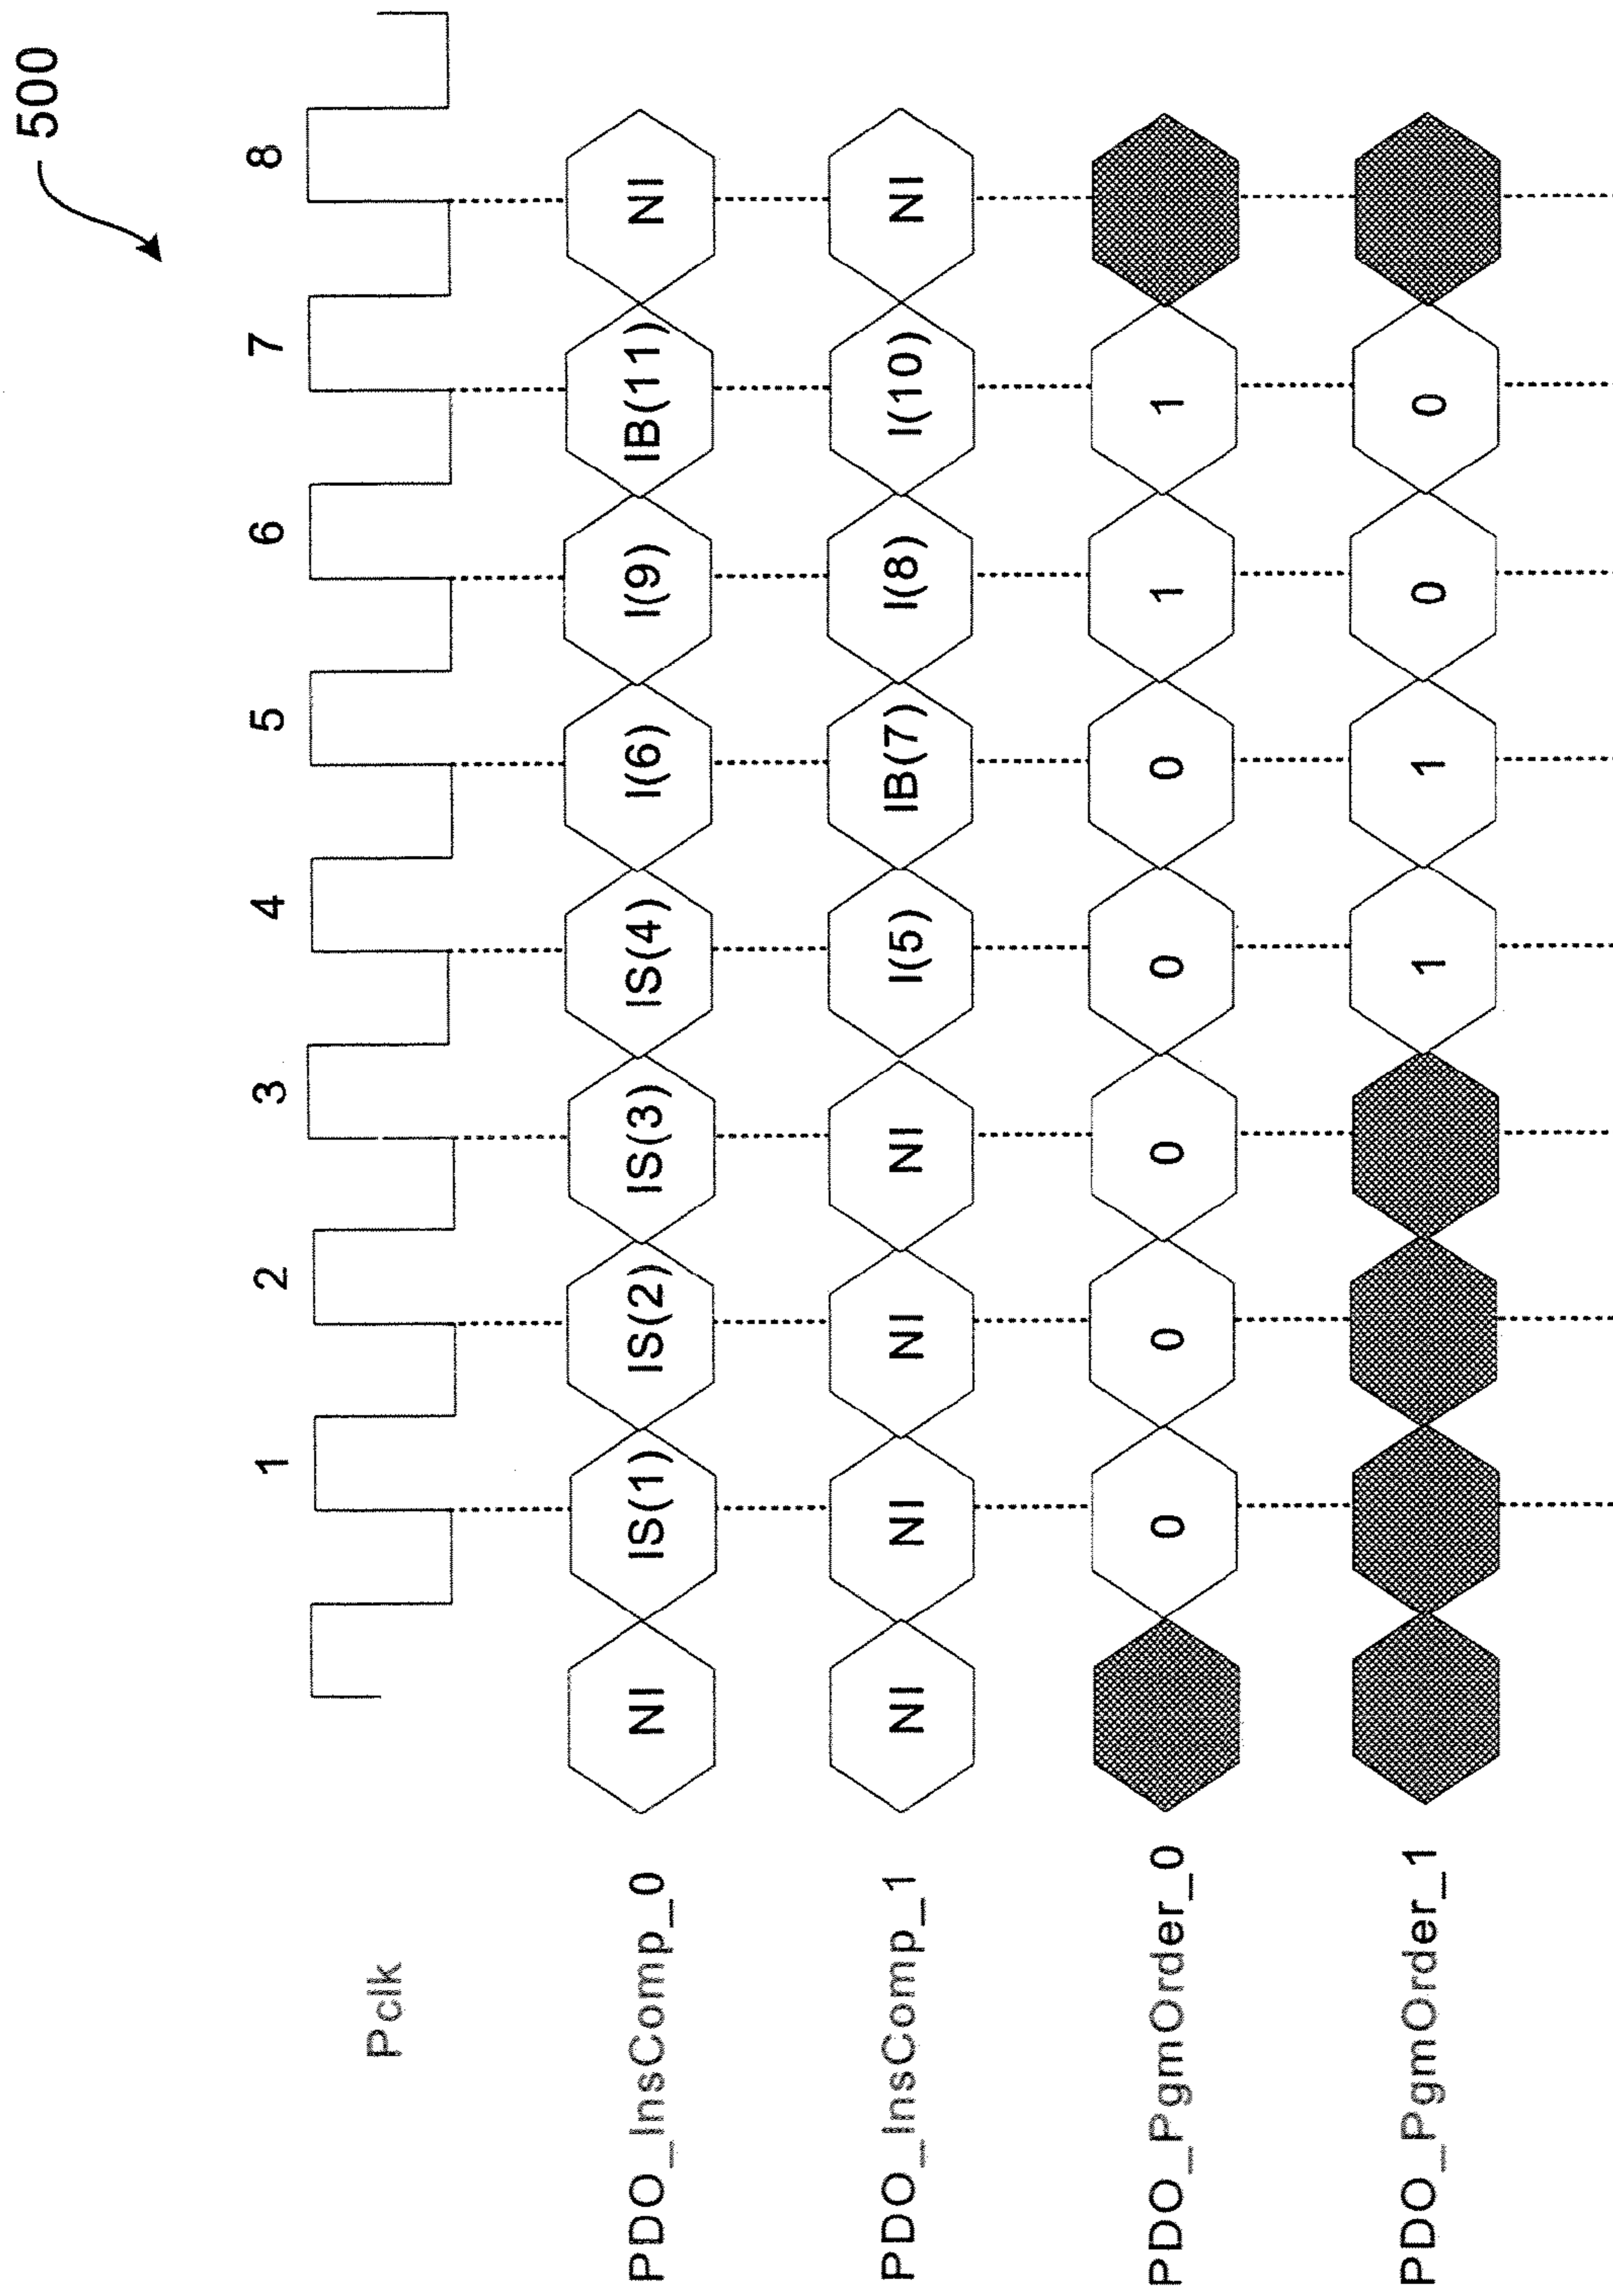 500
1 2 3 4 5 6 7 8
Pclk
PDO_InsComp_0 NI IS(1) IS(2) IS(3) IS(4) I(6) I(9) IB(11) NI
PDO_InsComp_1 NI NI NI NI I(5) IB(7) I(8) I(10) NI
PDO_PgmOrder_0 0 0 0 0 0 1 1
PDO_PgmOrder_1 1 1 0 0